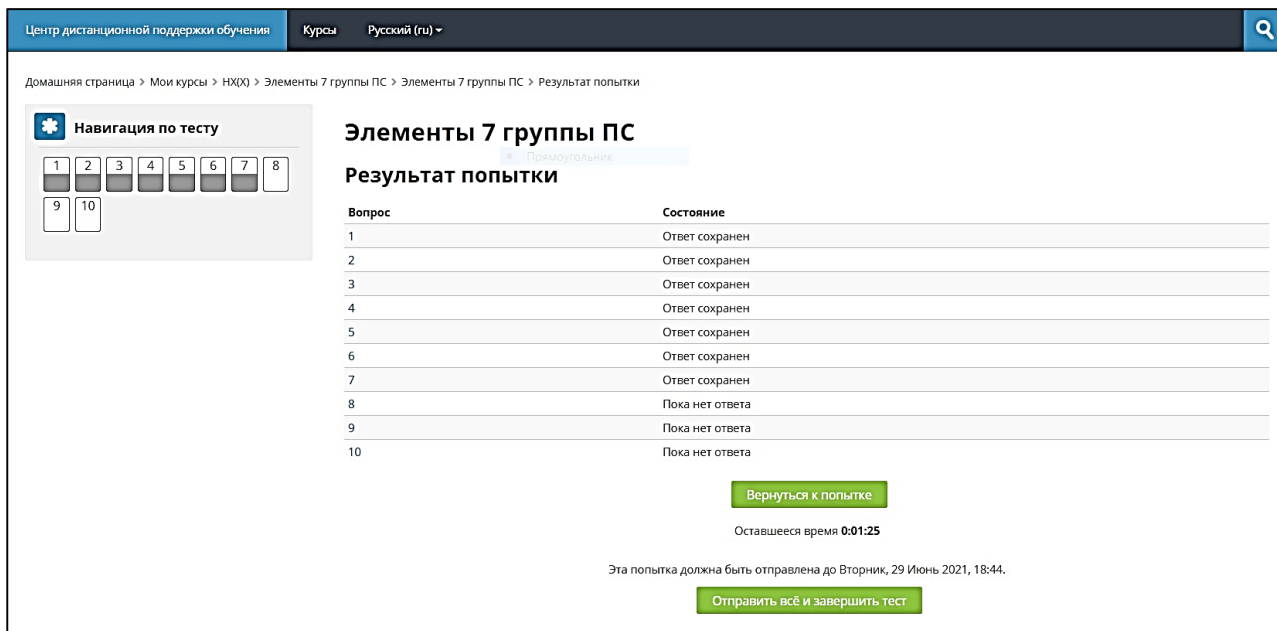 Центр дистанционной поддержки обучения Курсы Русский (ru)
Домашняя страница > Мои курсы > НХ(Х) > Элементы 7 группы ПС > Элементы 7 группы ПС > Результат попытки
Навигация по тесту
1 2 3 4 5 6 7 8
9 10
Элементы 7 группы ПС
Прямоугольник
Результат попытки
Вопрос Состояние
1 Ответ сохранен
2 Ответ сохранен
3 Ответ сохранен
4 Ответ сохранен
5 Ответ сохранен
6 Ответ сохранен
7 Ответ сохранен
8 Пока нет ответа
9 Пока нет ответа
10 Пока нет ответа
Вернуться к попытке
Оставшееся время 0:01:25
Эта попытка должна быть отправлена до Вторник, 29 Июнь 2021, 18:44.
Отправить всё и завершить тест